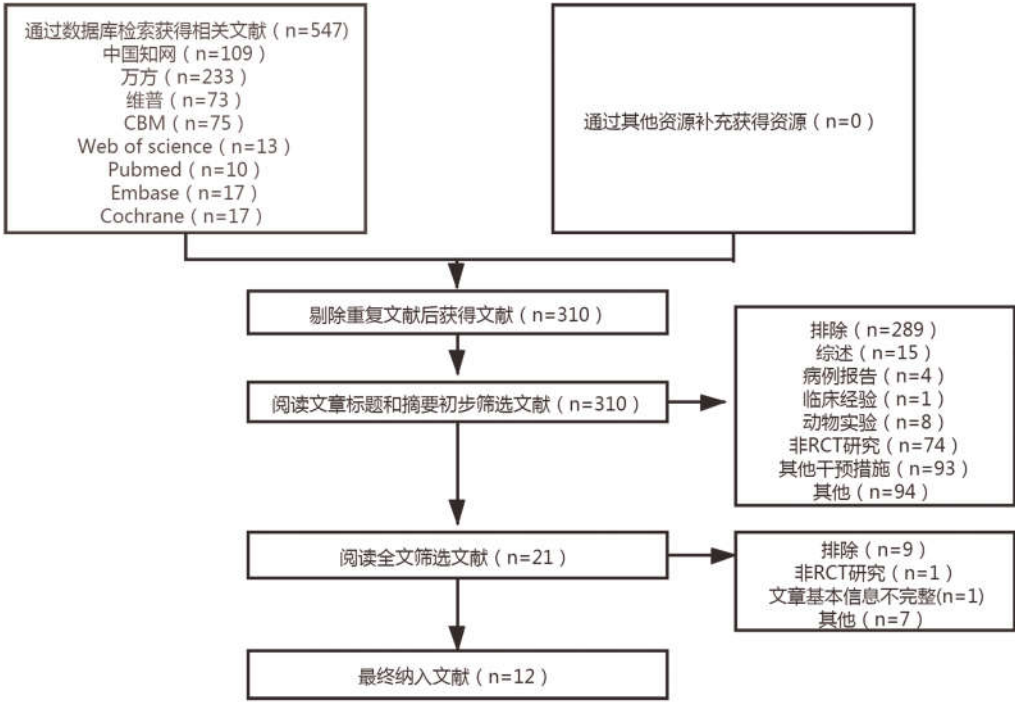 通过数据库检索获得相关文献（n=547)
中国知网（n=109）
万方（n=233）
维普（n=73）
CBM（n=75）
Web of science（n=13）
Pubmed（n=10）
Embase（n=17）
Cochrane（n=17）
通过其他资源补充获得资源（n=0）
剔除重复文献后获得文献（n=310）
阅读文章标题和摘要初步筛选文献（n=310）
排除（n=289）
综述（n=15）
病例报告（n=4）
临床经验（n=1）
动物实验（n=8）
非RCT研究（n=74）
其他干预措施（n=93）
其他（n=94）
阅读全文筛选文献（n=21）
排除（n=9）
非RCT研究（n=1）
文章基本信息不完整(n=1)
其他（n=7）
最终纳入文献（n=12）